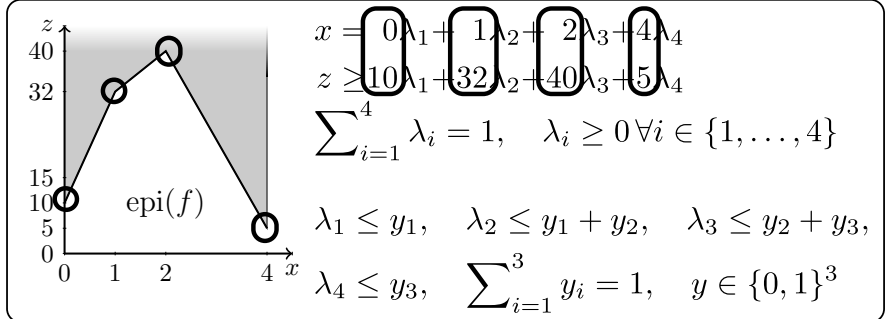 z
40
32
15
10
5
0
0 1 2 4 x
epi(f)
x = 0λ₁+ 1λ₂+ 2λ₃+4λ₄
z ≥10λ₁+32λ₂+40λ₃+5λ₄
∑⁴ᵢ₌₁ λᵢ = 1, λᵢ ≥ 0 ∀i ∈ {1, . . . , 4}
λ₁ ≤ y₁, λ₂ ≤ y₁ + y₂, λ₃ ≤ y₂ + y₃,
λ₄ ≤ y₃, ∑³ᵢ₌₁ yᵢ = 1, y ∈ {0, 1}³